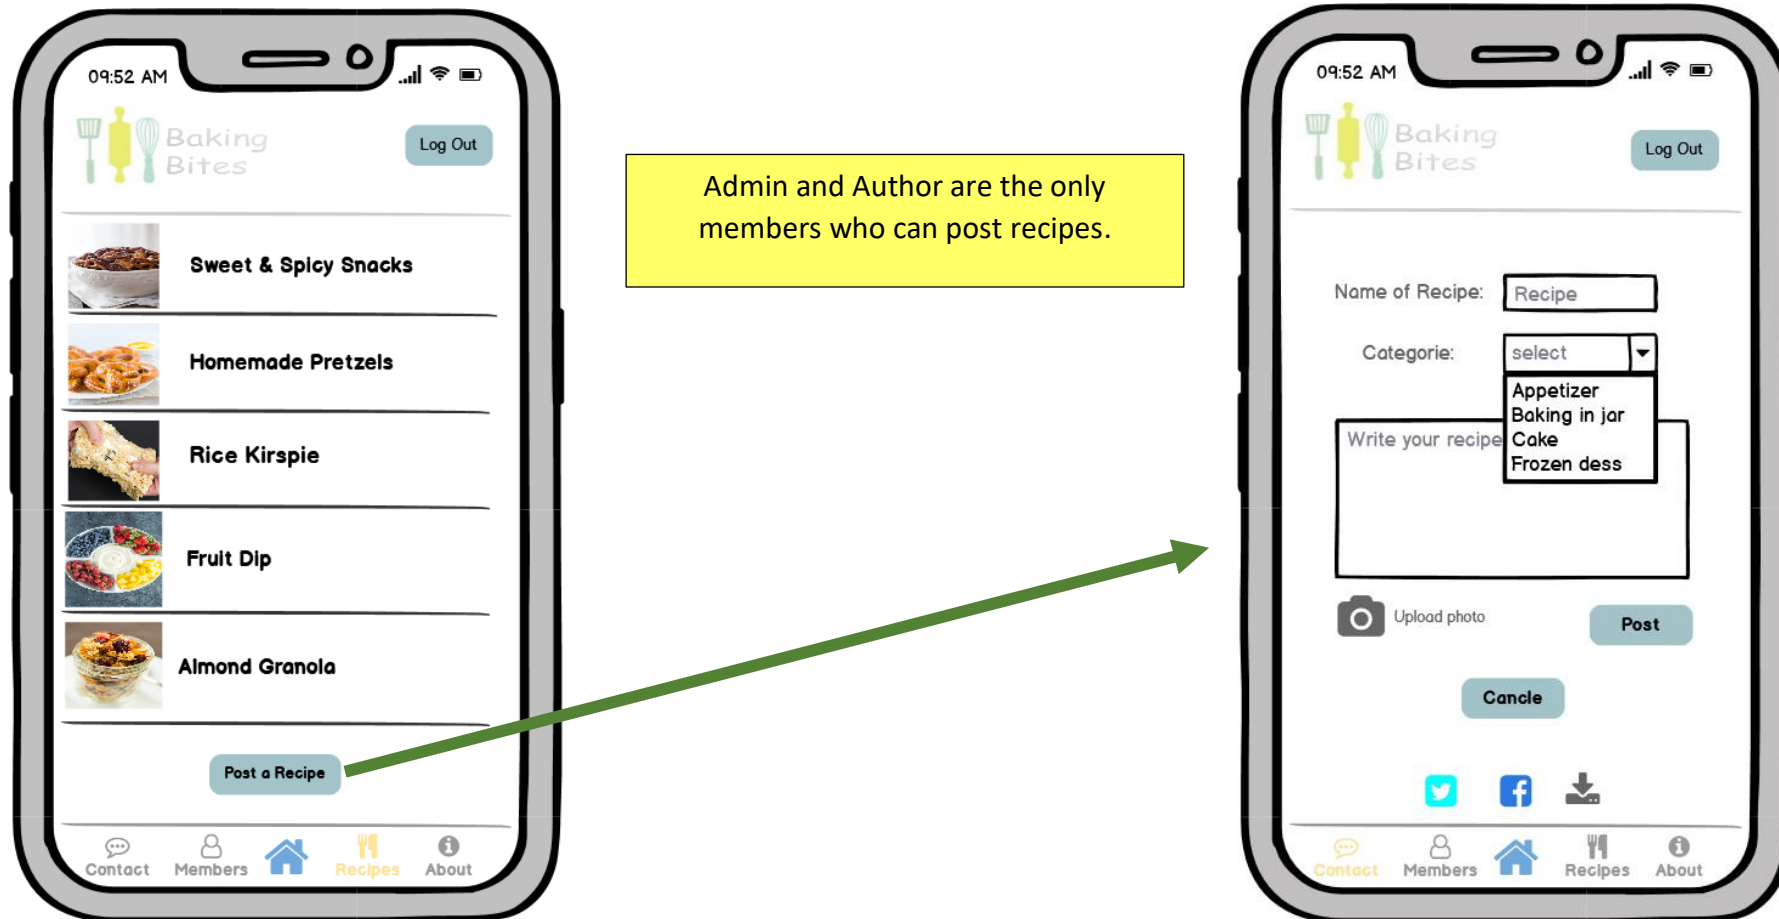 09:52 AM
Baking
Bites
Log Out
Sweet & Spicy Snacks
Homemade Pretzels
Rice Kirspie
Fruit Dip
Almond Granola
Post a Recipe
Contact
Members
Recipes
About
Admin and Author are the only
members who can post recipes.
09:52 AM
Baking
Bites
Log Out
Name of Recipe:
Recipe
Categorie:
select
Appetizer
Baking in jar
Cake
Frozen dess
Write your recipe
Upload photo
Post
Cancle
Contact
Members
Recipes
About